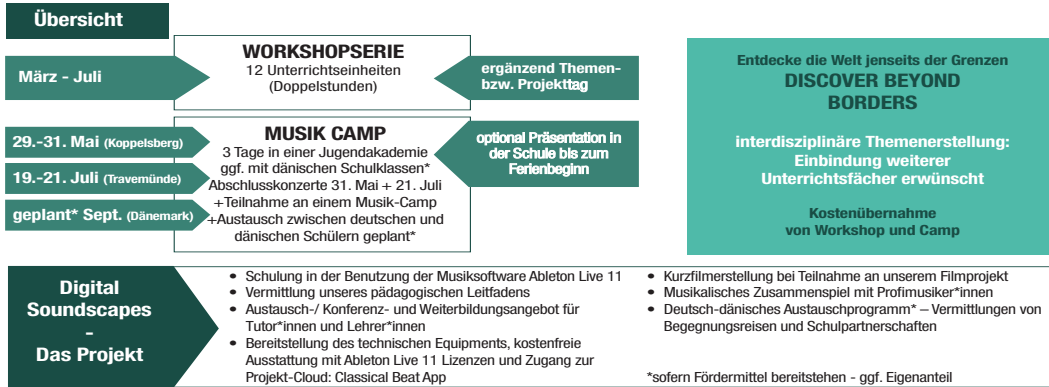 Übersicht
März - Juli
WORKSHOPSERIE
12 Unterrichtseinheiten
(Doppelstunden)
ergänzend Themen-
bzw. Projekttag
29.-31. Mai (Koppelsberg)
19.-21. Juli (Travemünde)
geplant* Sept. (Dänemark)
MUSIK CAMP
3 Tage in einer Jugendakademie
ggf. mit dänischen Schulklassen*
Abschlusskonzerte 31. Mai + 21. Juli
+Teilnahme an einem Musik-Camp
+Austausch zwischen deutschen und
dänischen Schülern geplant*
optional Präsentation in
der Schule bis zum
Ferienbeginn
Entdecke die Welt jenseits der Grenzen
DISCOVER BEYOND
BORDERS
interdisziplinäre Themenerstellung:
Einbindung weiterer
Unterrichtsfächer erwünscht
Kostenübernahme
von Workshop und Camp
Digital
Soundscapes
–
Das Projekt
• Schulung in der Benutzung der Musiksoftware Ableton Live 11
• Vermittlung unseres pädagogischen Leitfadens
• Austausch-/ Konferenz- und Weiterbildungsangebot für
Tutor*innen und Lehrer*innen
• Bereitstellung des technischen Equipments, kostenfreie
Ausstattung mit Ableton Live 11 Lizenzen und Zugang zur
Projekt-Cloud: Classical Beat App
• Kurzfilmerstellung bei Teilnahme an unserem Filmprojekt
• Musikalisches Zusammenspiel mit Profimusiker*innen
• Deutsch-dänisches Austauschprogramm* – Vermittlungen von
Begegnungsreisen und Schulpartnerschaften
*sofern Fördermittel bereitstehen - ggf. Eigenanteil